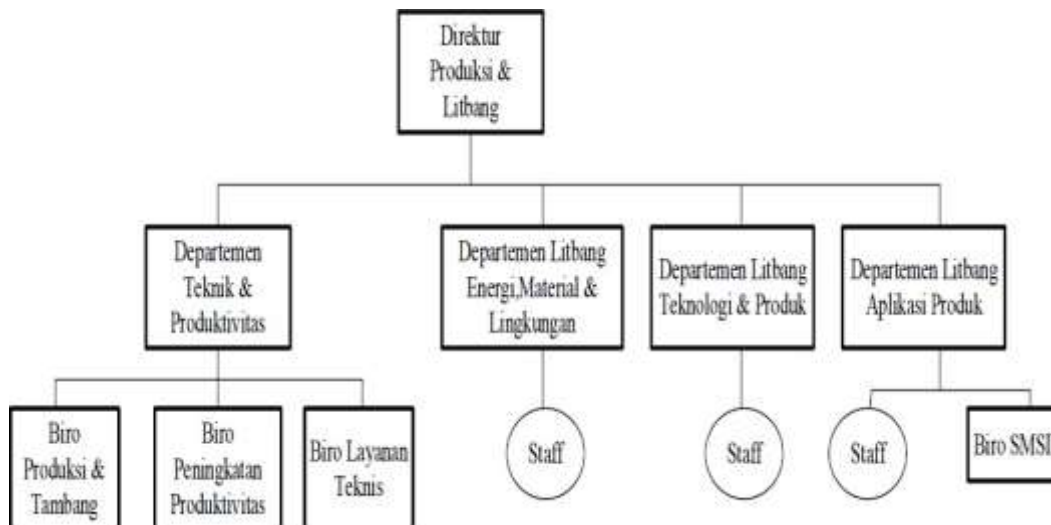 Direktur
Produksi &
Litbang
Departemen
Teknik &
Produktivitas
Departemen Litbang
Energi,Material &
Lingkungan
Departemen Litbang
Teknologi & Produk
Departemen Litbang
Aplikasi Produk
Biro
Produksi &
Tambang
Biro
Peningkatan
Produktivitas
Biro Layanan
Teknis
Staff
Staff
Staff
Biro SMSI